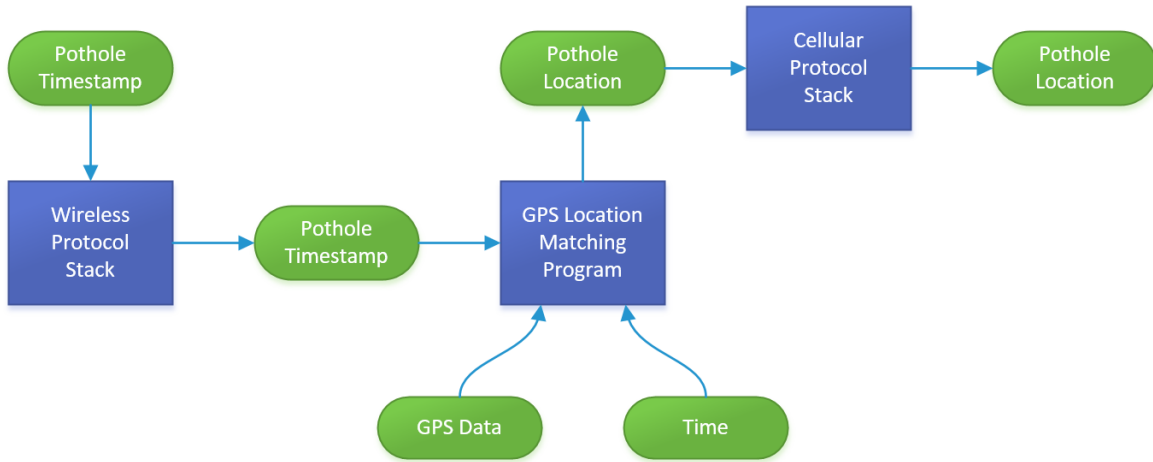 Pothole
Timestamp
Pothole
Location
Cellular
Protocol
Stack
Pothole
Location
Wireless
Protocol
Stack
Pothole
Timestamp
GPS Location
Matching
Program
GPS Data
Time